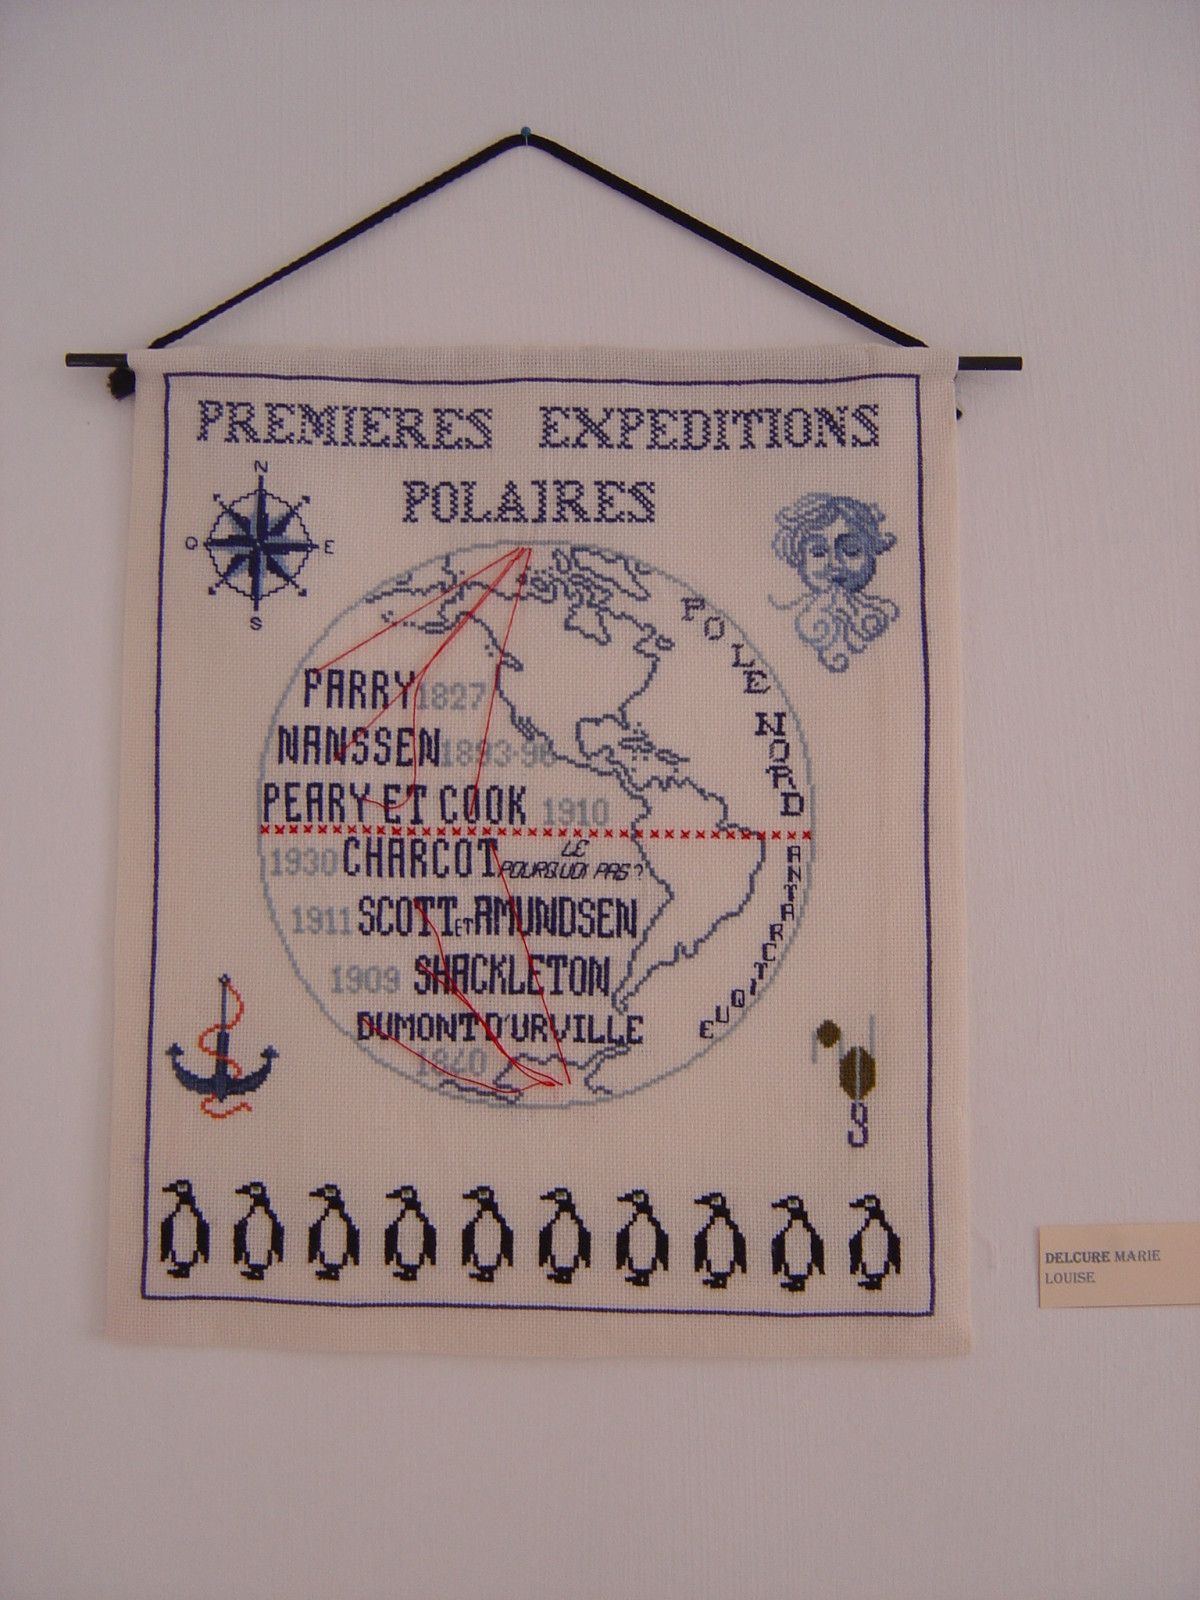 PREMIERES EXPEDITIONS
POLAIRES
N
O E
S
POLE NORD
PARRY 1827
NANSSEN 1893-96
PEARY ET COOK 1910
1930 CHARCOT LE
POURQUOI PAS?
1911 SCOTT ET AMUNDSEN
1909 SHACKLETON
DUMONT D'URVILLE
1840
ANTARCTIQUE
DELCURE MARIE
LOUISE